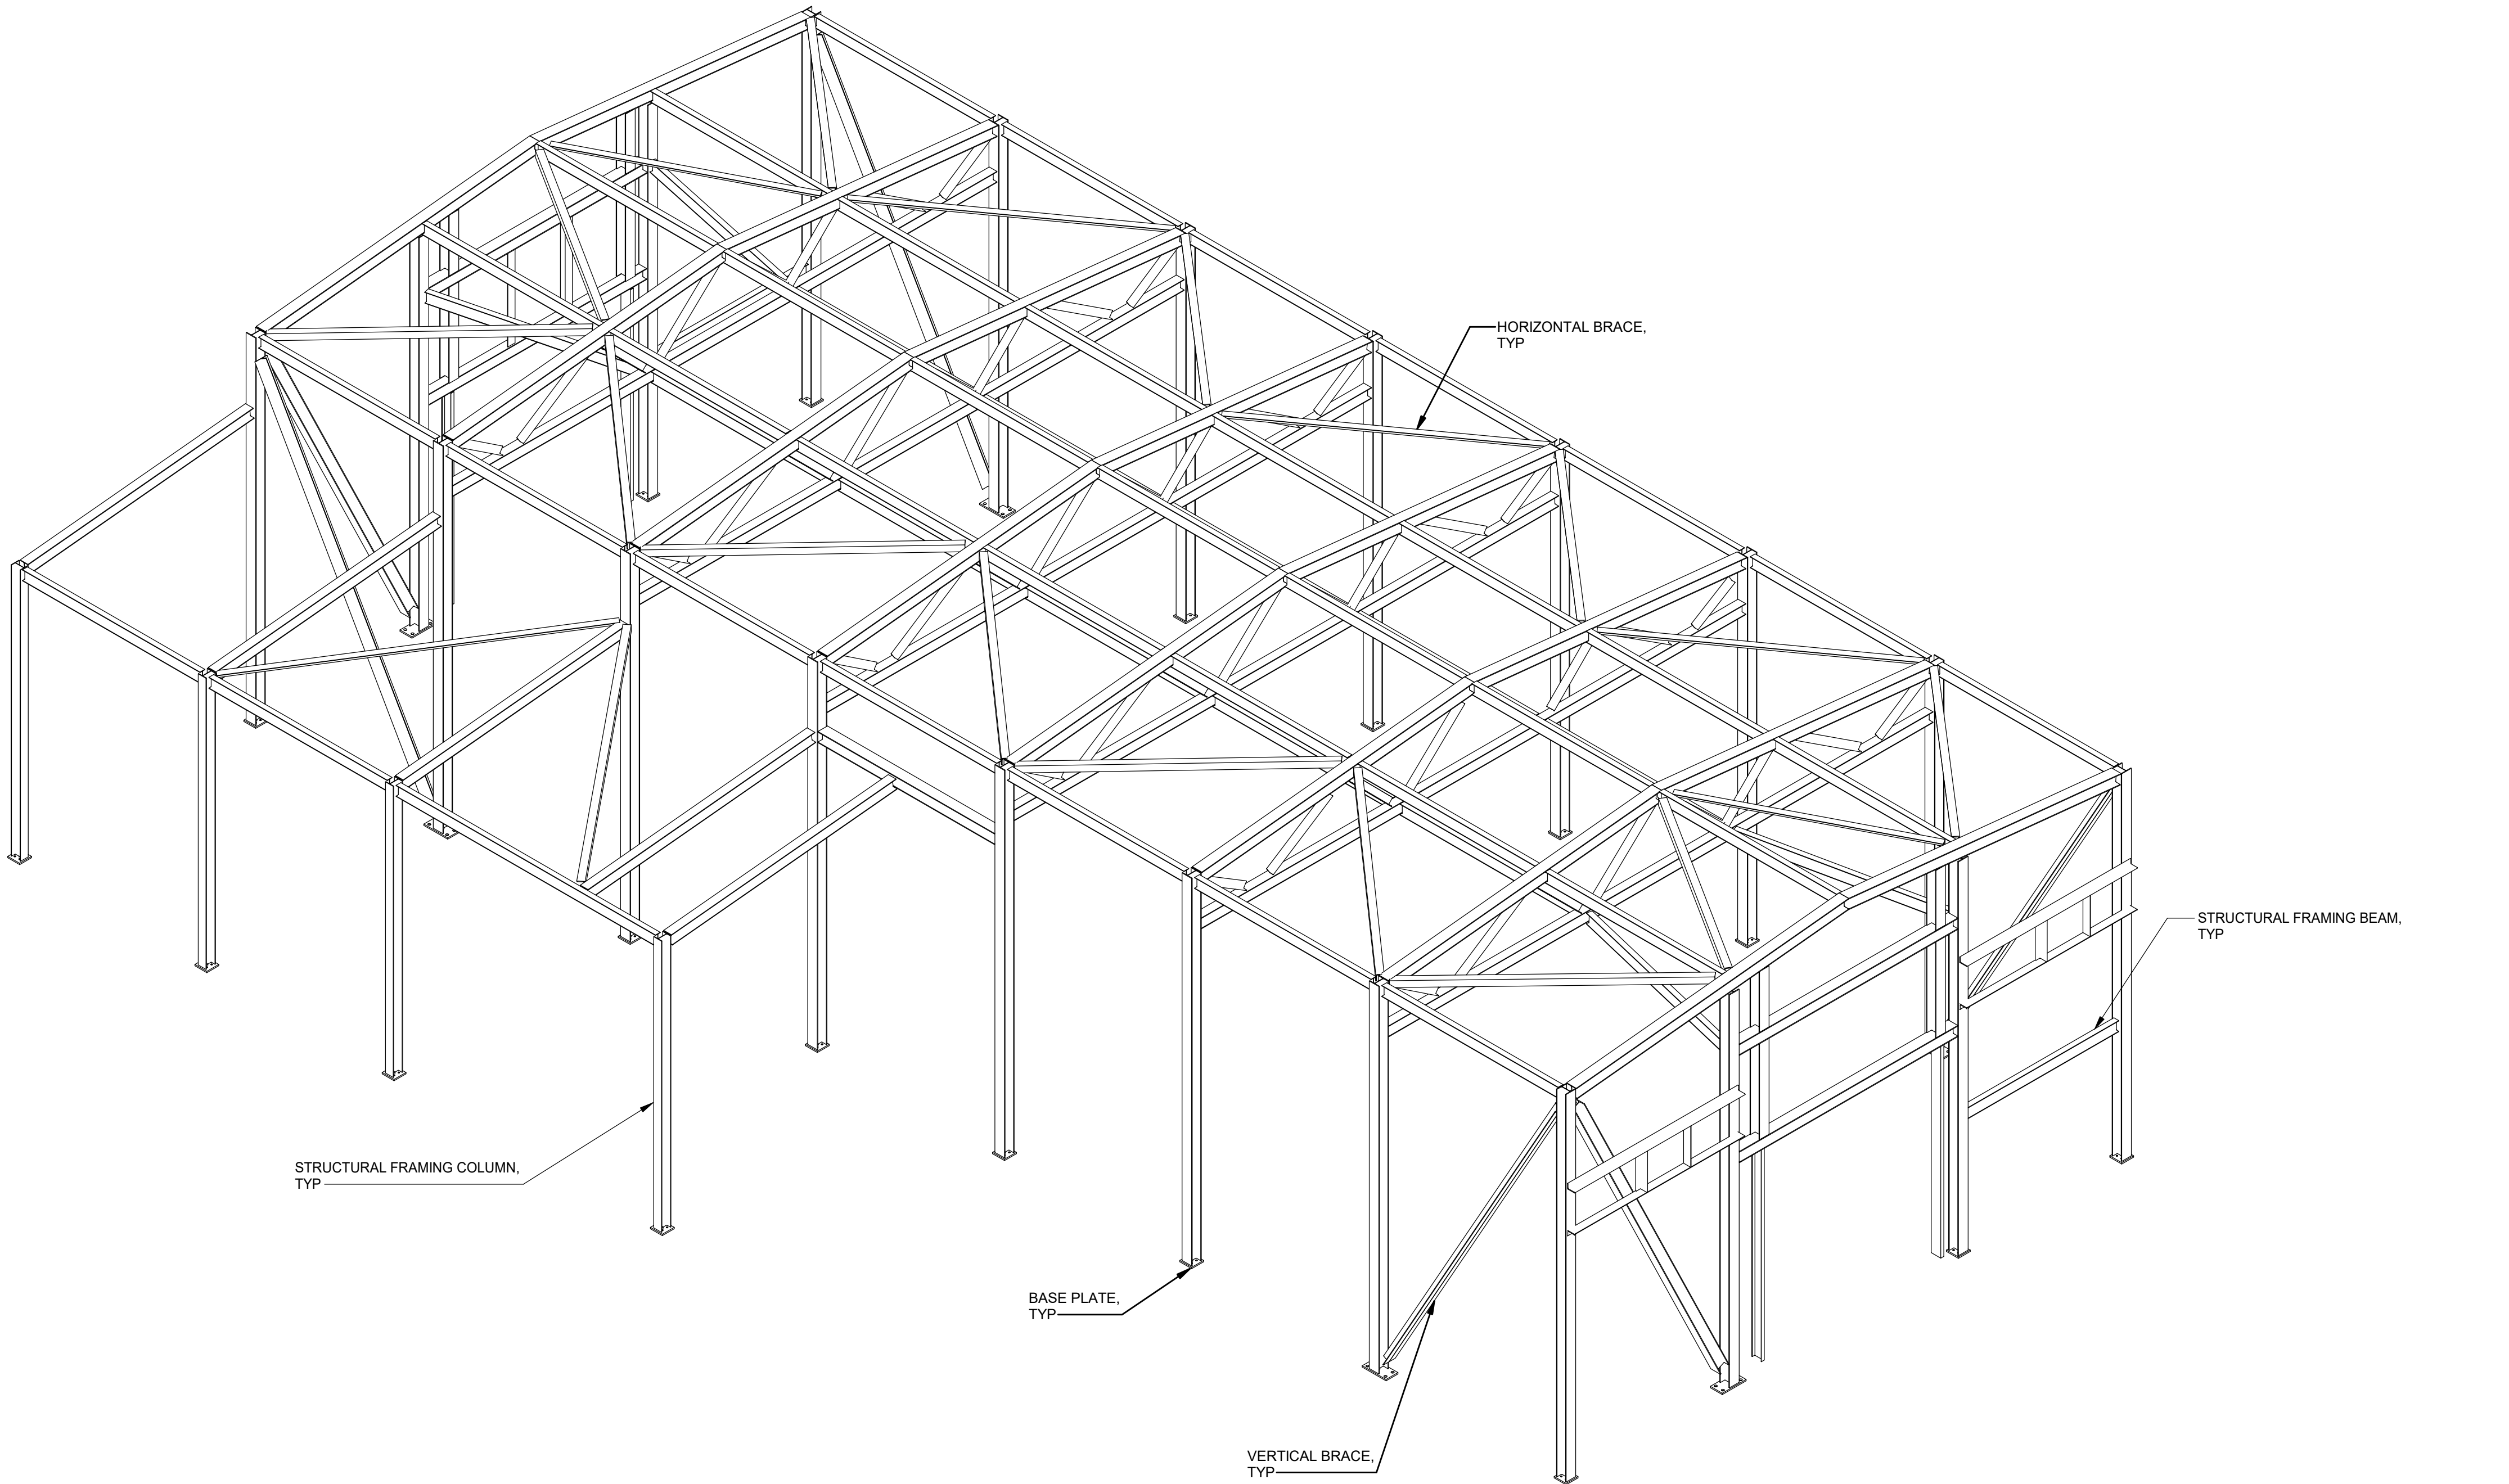 HORIZONTAL BRACE,
TYP
STRUCTURAL FRAMING BEAM,
TYP
STRUCTURAL FRAMING COLUMN,
TYP
BASE PLATE,
TYP
VERTICAL BRACE,
TYP